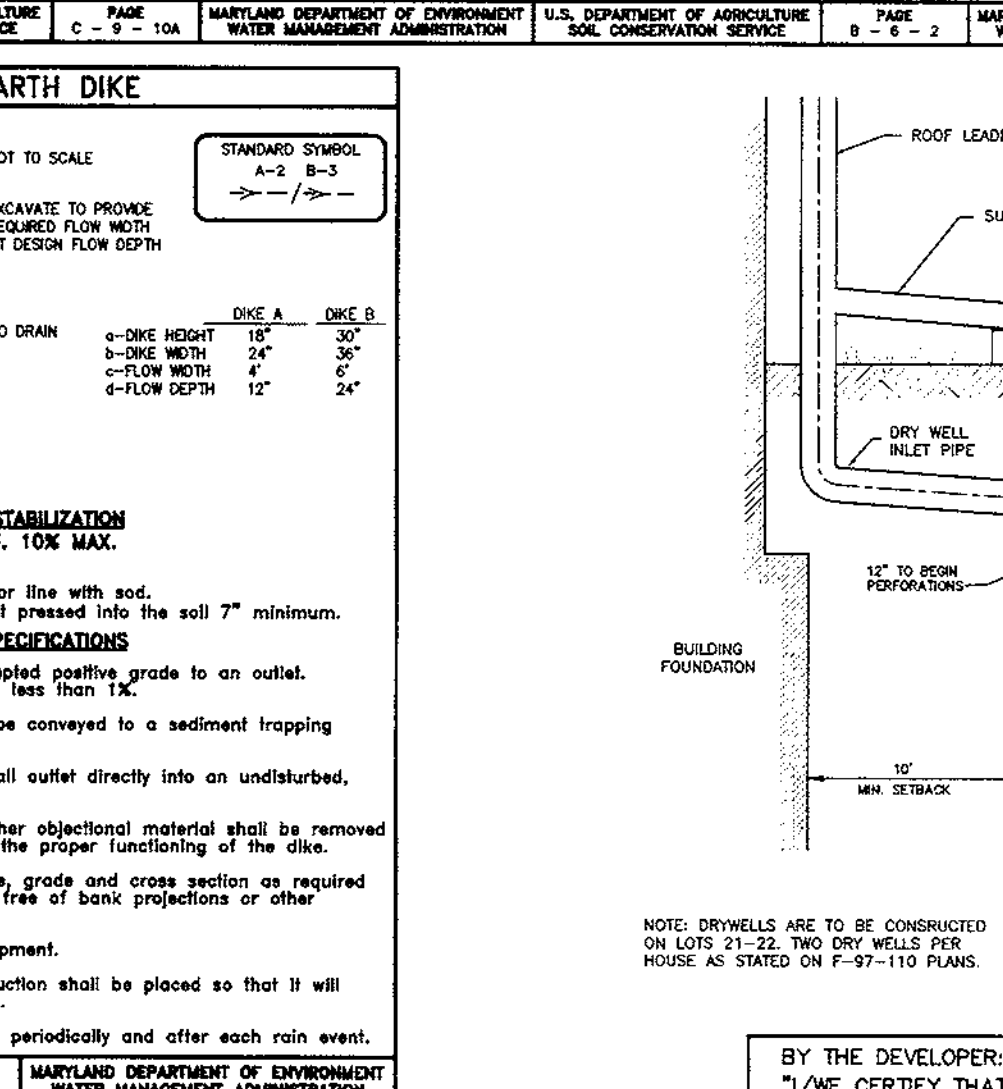 PAGE
C - 9 - 10A
MARYLAND DEPARTMENT OF ENVIRONMENT
WATER MANAGEMENT ADMINISTRATION
U.S. DEPARTMENT OF AGRICULTURE
SOIL CONSERVATION SERVICE
PAGE
B - 6 - 2
ARTH DIKE
OT TO SCALE
STANDARD SYMBOL
A-2 B-3
XCAVATE TO PROVIDE
EQUIRED FLOW WIDTH
T DESIGN FLOW DEPTH
O DRAIN
DIKE A DIKE B
a-DIKE HEIGHT 18" 30"
b-DIKE WIDTH 24" 36"
c-FLOW WIDTH 4' 6'
d-FLOW DEPTH 12" 24"
STABILIZATION
. 10% MAX.
or line with sod.
t pressed into the soil 7" minimum.
PECIFICATIONS
pted positive grade to an outlet.
less than 1%.
be conveyed to a sediment trapping
all outlet directly into an undisturbed,
her objectional material shall be removed
the proper functioning of the dike.
e, grade and cross section as required
free of bank projections or other
pment.
uction shall be placed so that it will
periodically and after each rain event.
MARYLAND DEPARTMENT OF ENVIRONMENT
WATER MANAGEMENT ADMINISTRATION
ROOF LEADE
SU
DRY WELL
INLET PIPE
12" TO BEGIN
PERFORATIONS
BUILDING
FOUNDATION
10'
MIN. SETBACK
NOTE: DRYWELLS ARE TO BE CONSRUCTED
ON LOTS 21-22. TWO DRY WELLS PER
HOUSE AS STATED ON F-97-110 PLANS.
BY THE DEVELOPER:
"I/WE CERTIFY THAT